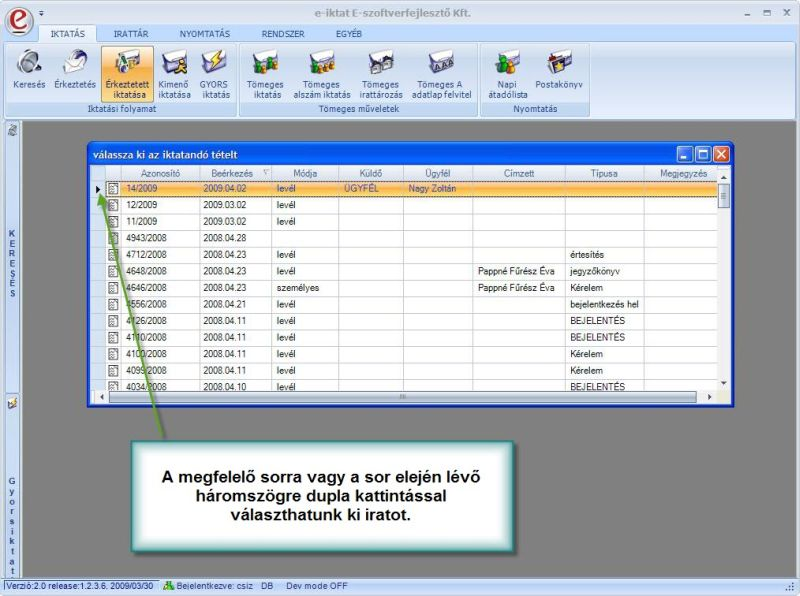 e-iktat E-szoftverfejlesztő Kft.
IKTATÁS IRATTÁR NYOMTATÁS RENDSZER EGYÉB
Keresés Érkeztetés Érkeztetett iktatása Kimenő iktatása GYORS iktatás Tömeges iktatás Tömeges alszám iktatás Tömeges irattározás Tömeges A adatlap felvitel Napi átadólista Postakönyv
Iktatási folyamat Tömeges műveletek Nyomtatás
KERESÉS
válassza ki az iktatandó tételt
Azonosító Beérkezés Módja Küldő Ügyfél Címzett Típusa Megjegyzés
14/2009 2009.04.02 levél ÜGYFÉL Nagy Zoltán
12/2009 2009.03.02 levél
11/2009 2009.03.02 levél
4943/2008 2008.04.28
4712/2008 2008.04.23 levél értesítés
4648/2008 2008.04.23 levél Pappné Fűrész Éva jegyzőkönyv
4646/2008 2008.04.23 személyes Pappné Fűrész Éva Kérelem
4556/2008 2008.04.21 levél bejelentkezés hel
4126/2008 2008.04.11 levél BEJELENTÉS
4110/2008 2008.04.11 levél BEJELENTÉS
4100/2008 2008.04.11 levél Kérelem
4099/2008 2008.04.11 levél Kérelem
4034/2008 2008.04.10 levél BEJELENTÉS
A megfelelő sorra vagy a sor elején lévő
háromszögre dupla kattintással
választhatunk ki iratot.
Gyorsiktat
Verzió:2.0 release:1.2.3.6, 2009/03/30 Bejelentkezve: csiz DB Dev mode OFF